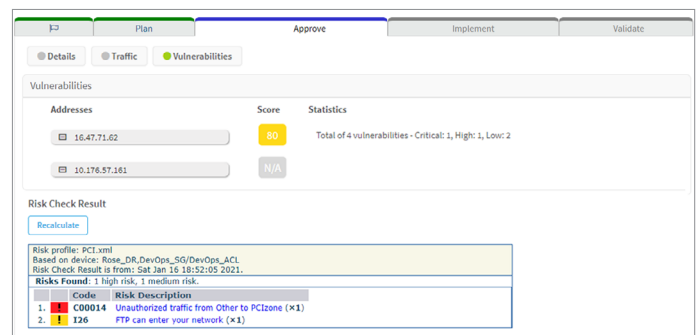 Plan Approve Implement Validate
Details Traffic Vulnerabilities
Vulnerabilities
Addresses Score Statistics
16.47.71.62 80 Total of 4 vulnerabilities - Critical: 1, High: 1, Low: 2
10.176.57.161 N/A
Risk Check Result
Recalculate
Risk profile: PCI.xml
Based on device: Rose_DR,DevOps_SG/DevOps_ACL
Risk Check Result is from: Sat Jan 16 18:52:05 2021.
Risks Found: 1 high risk, 1 medium risk.
Code Risk Description
1. ! C00014 Unauthorized traffic from Other to PCIzone (×1)
2. ! I26 FTP can enter your network (×1)